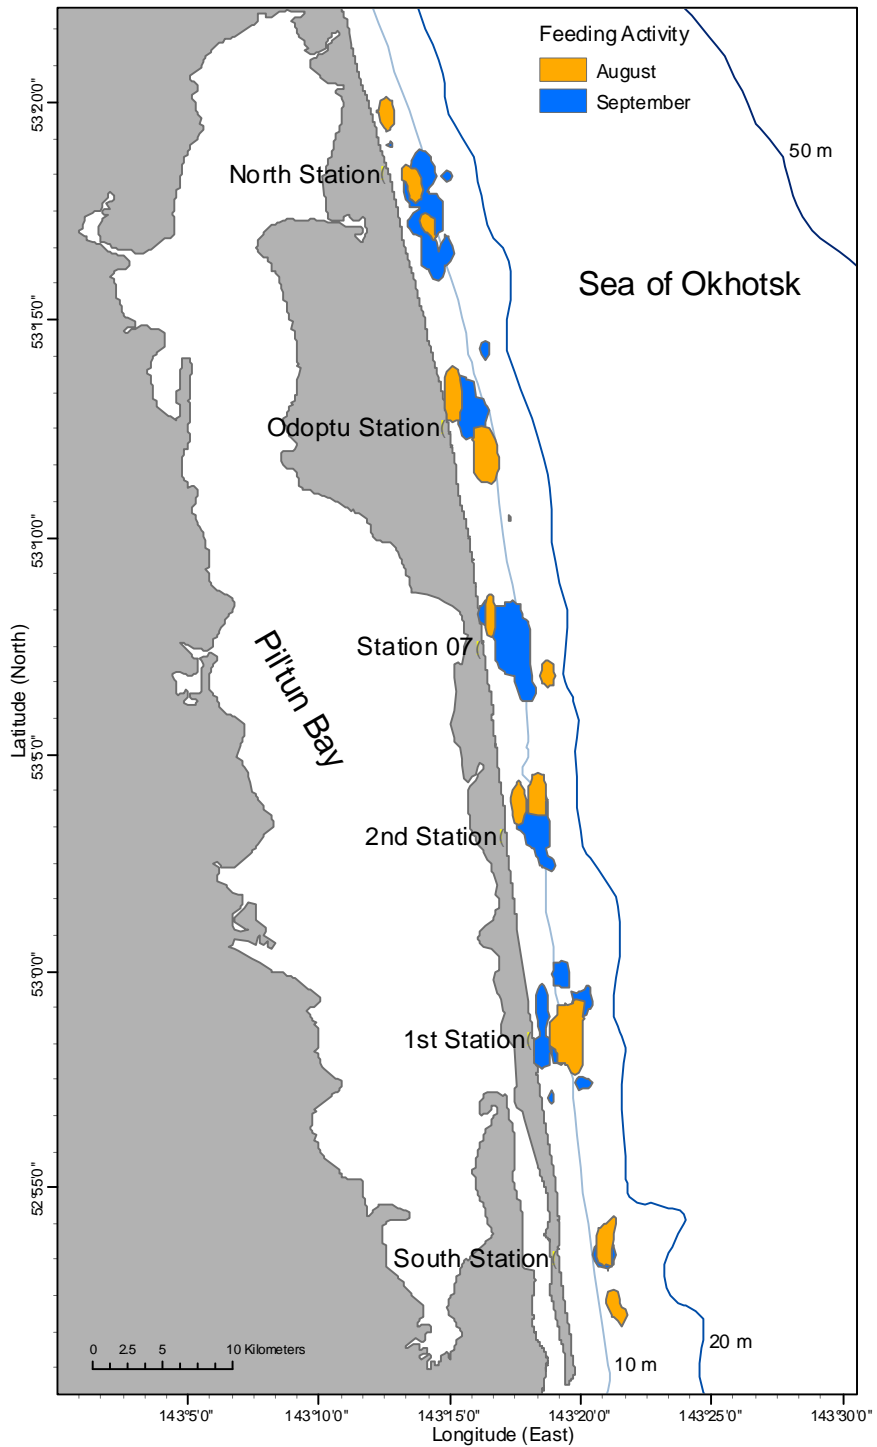 Feeding Activity
August
September
53°20'0"
50 m
North Station
Sea of Okhotsk
53°15'0"
Odoptu Station
53°10'0"
Station 07
Pil'tun Bay
Latitude (North)
53°5'0"
2nd Station
53°0'0"
1st Station
52°55'0"
South Station
0 2.5 5 10 Kilometers
20 m
10 m
143°5'0" 143°10'0" 143°15'0" 143°20'0" 143°25'0" 143°30'0"
Longitude (East)